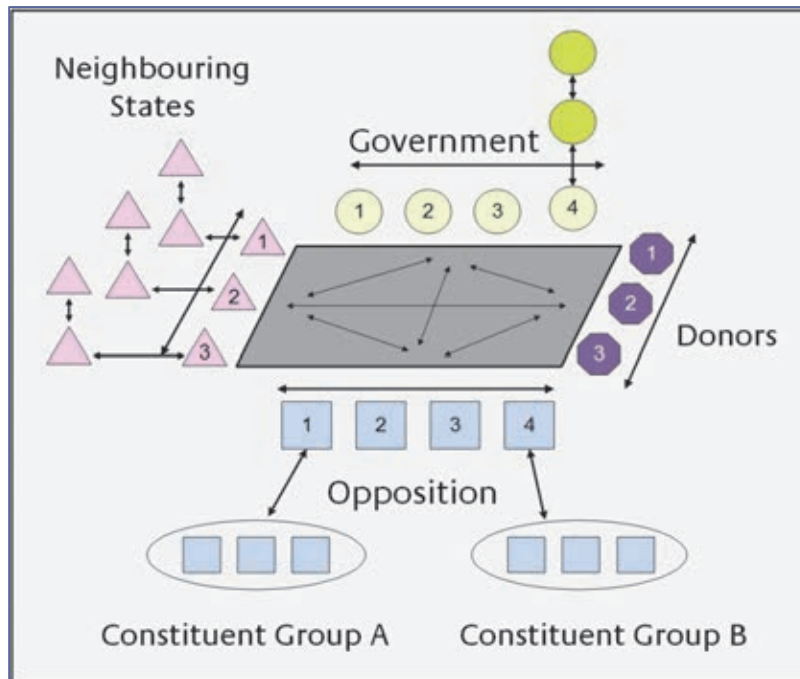 Neighbouring
States
Government
1
2
3
4
1
2
3
1
2
3
Donors
1
2
3
4
Opposition
Constituent Group A
Constituent Group B